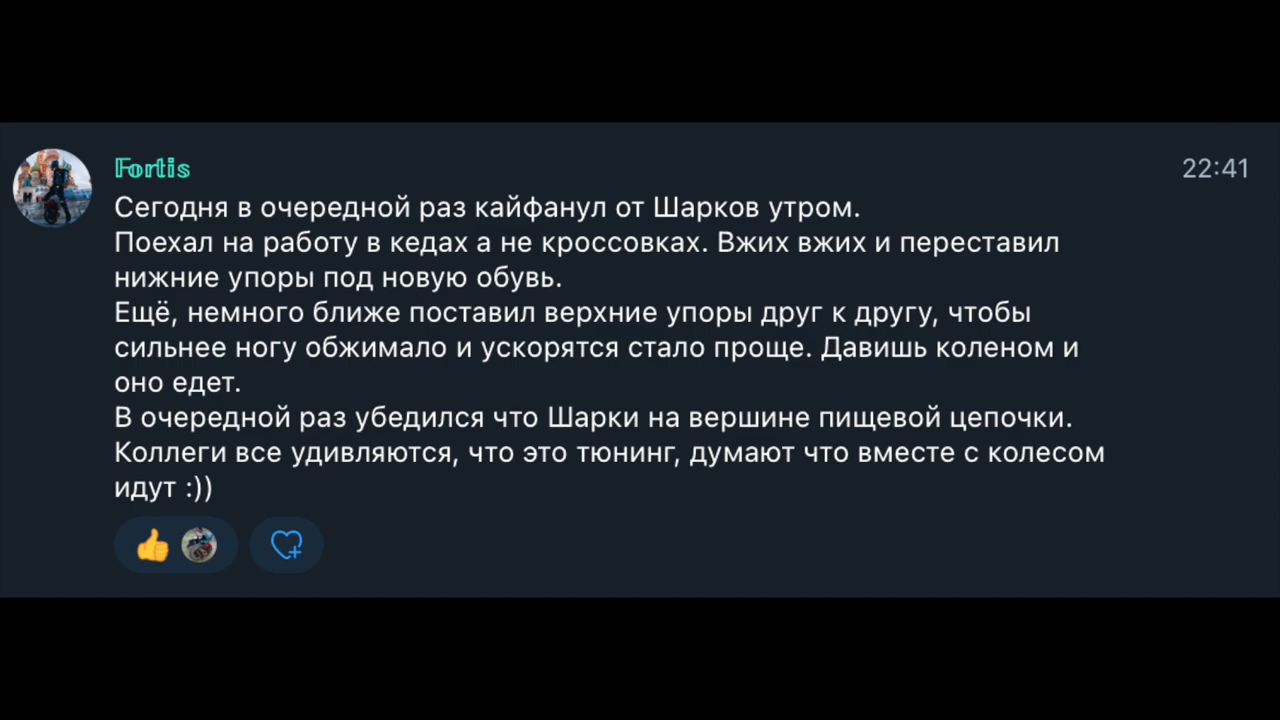 Fortis
22:41
Сегодня в очередной раз кайфанул от Шарков утром.
Поехал на работу в кедах а не кроссовках. Вжих вжих и переставил
нижние упоры под новую обувь.
Ещё, немного ближе поставил верхние упоры друг к другу, чтобы
сильнее ногу обжимало и ускорятся стало проще. Давишь коленом и
оно едет.
В очередной раз убедился что Шарки на вершине пищевой цепочки.
Коллеги все удивляются, что это тюнинг, думают что вместе с колесом
идут :))